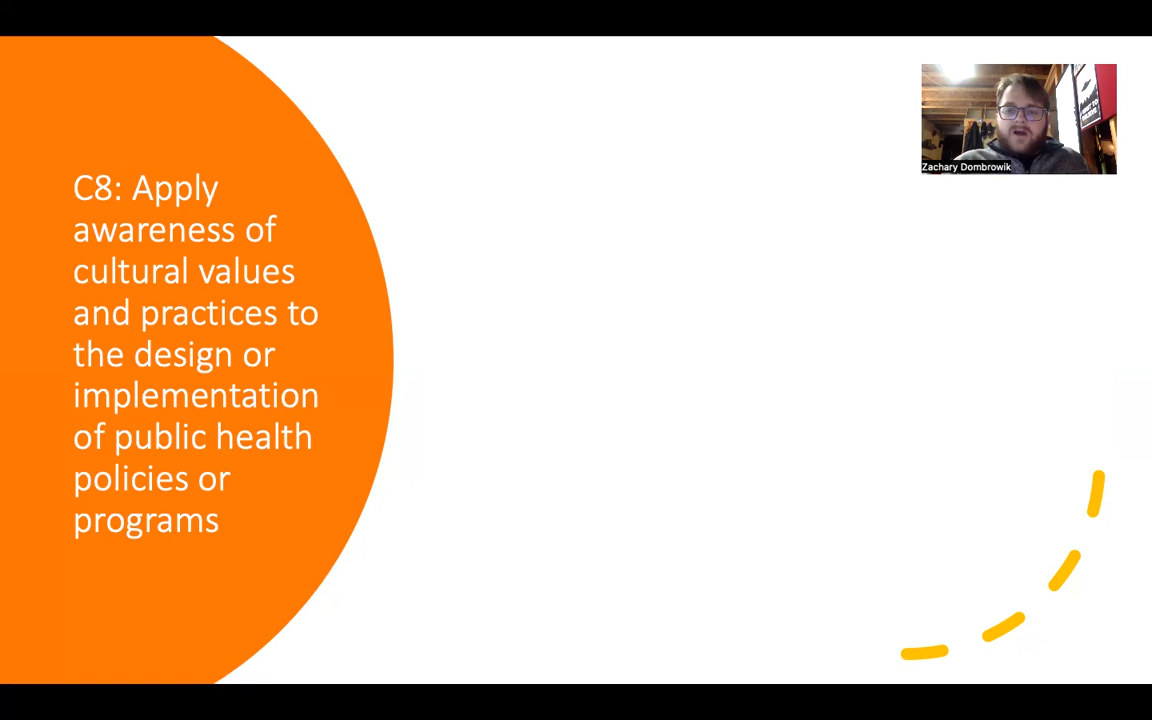 C8: Apply
awareness of
cultural values
and practices to
the design or
implementation
of public health
policies or
programs
Zachary Dombrowik